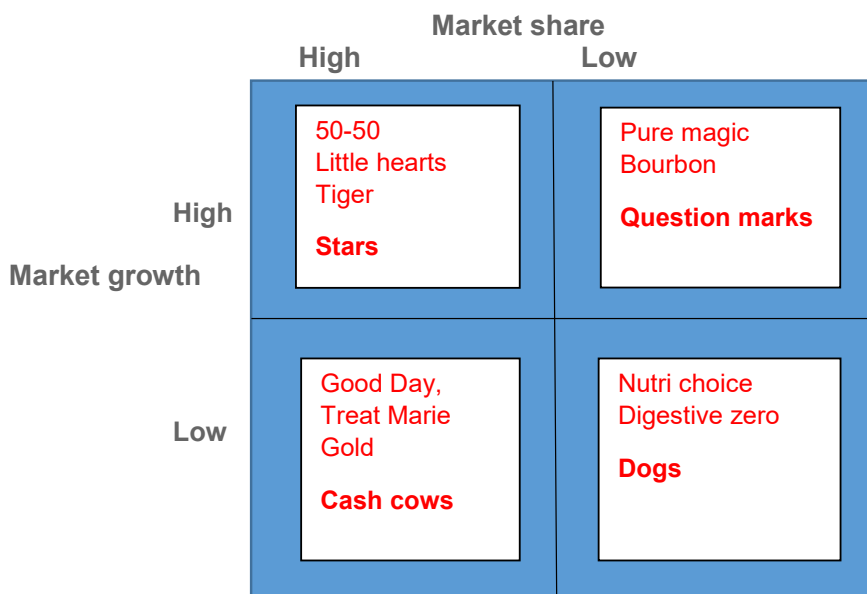 Market share
High
Low
High
Market growth
Low
50-50
Little hearts
Tiger
Stars
Pure magic
Bourbon
Question marks
Good Day,
Treat Marie
Gold
Cash cows
Nutri choice
Digestive zero
Dogs